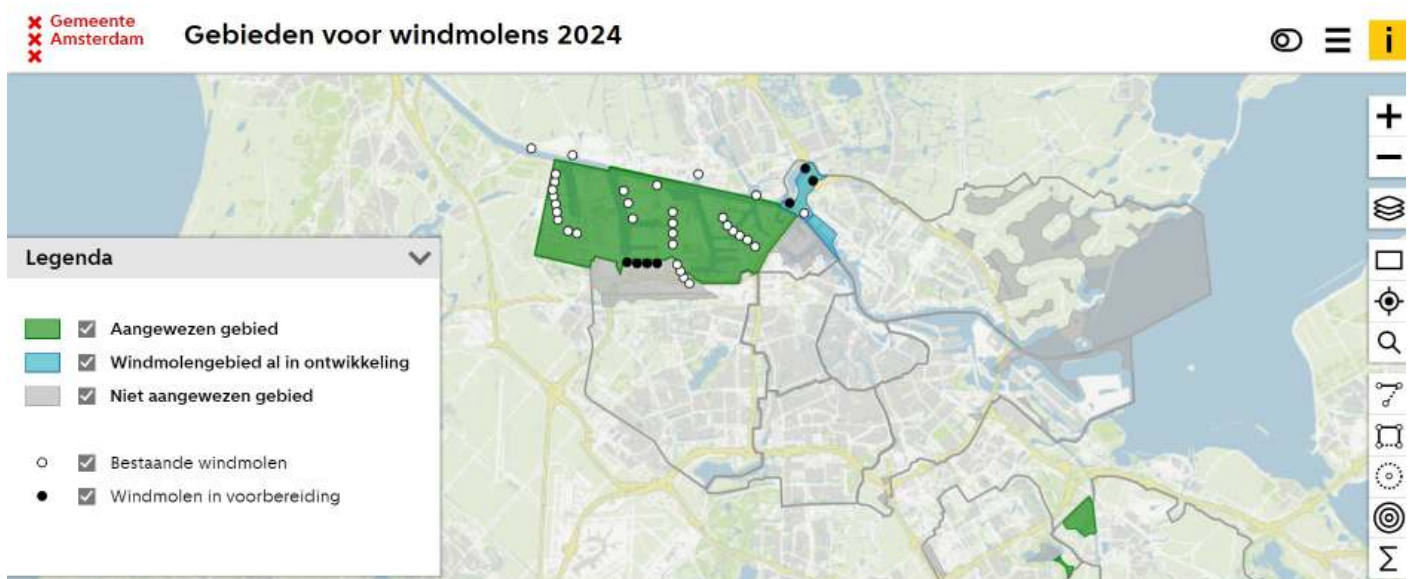 Gemeente
Amsterdam
Gebieden voor windmolens 2024
i
Legenda
Aangewezen gebied
Windmolengebied al in ontwikkeling
Niet aangewezen gebied
Bestaande windmolen
Windmolen in voorbereiding